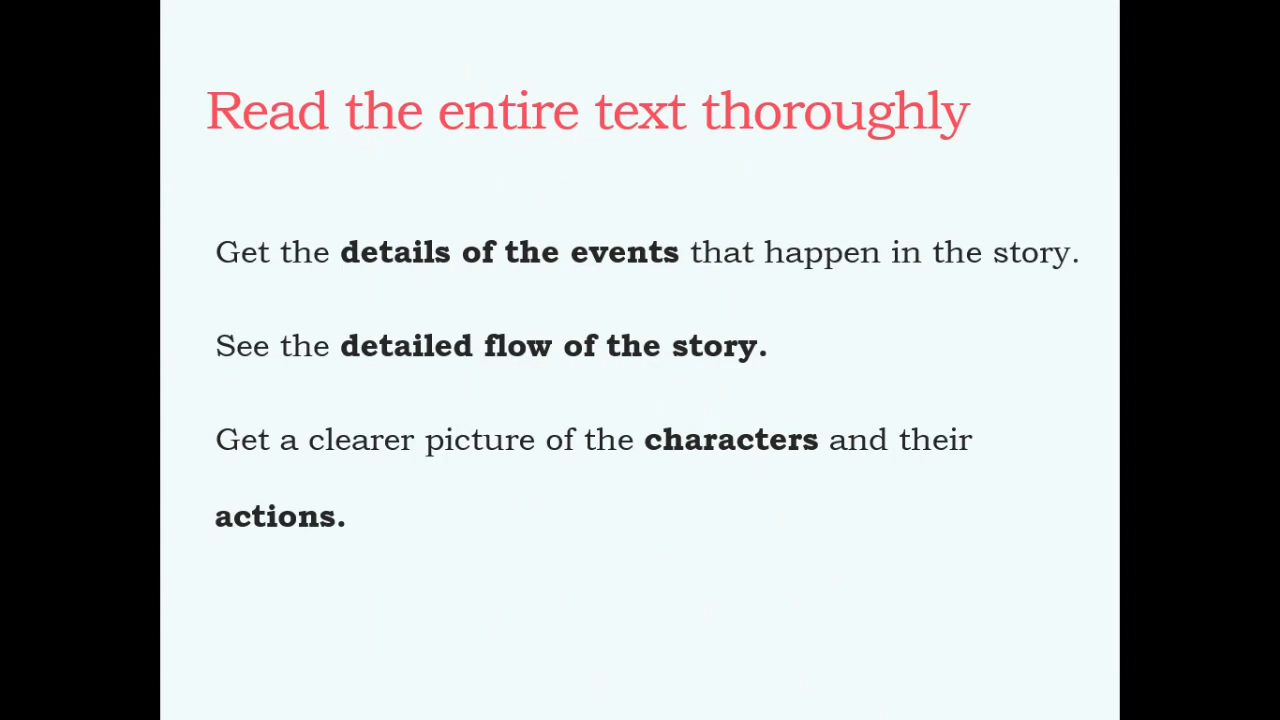 Read the entire text thoroughly
Get the details of the events that happen in the story.
See the detailed flow of the story.
Get a clearer picture of the characters and their
actions.